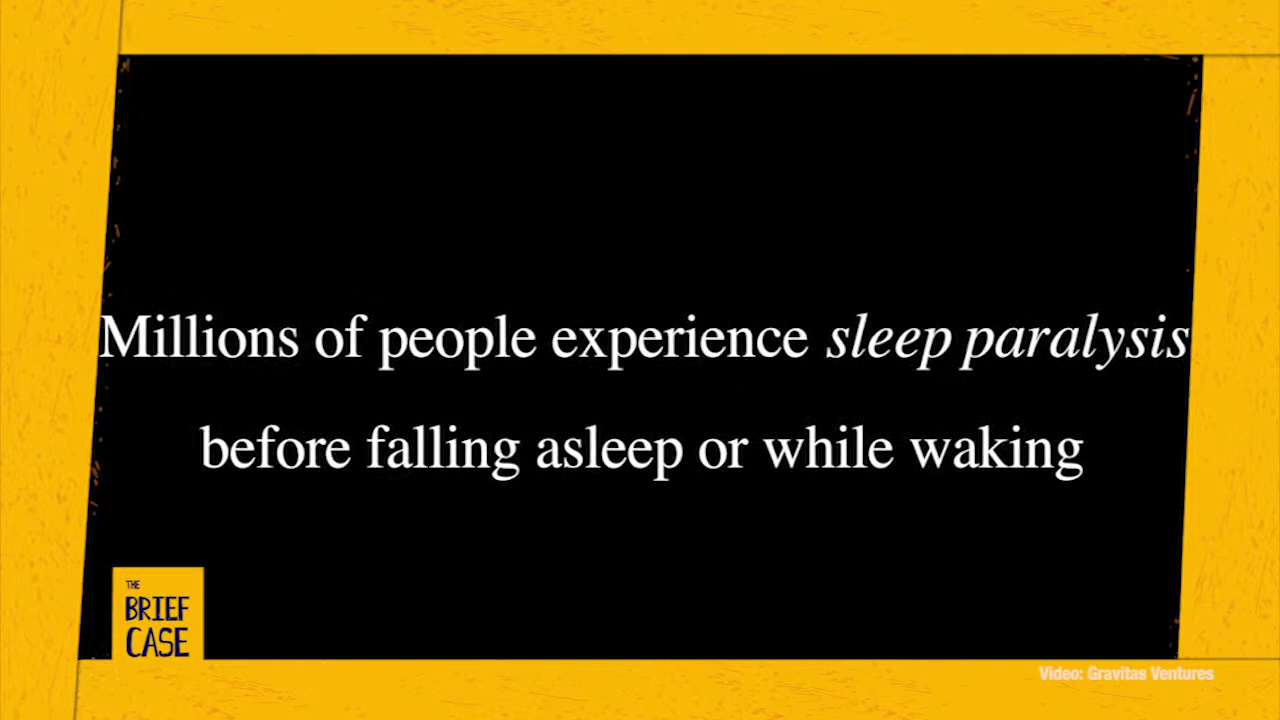 Millions of people experience sleep paralysis
before falling asleep or while waking
THE
BRIEF
CASE
Video: Gravitas Ventures